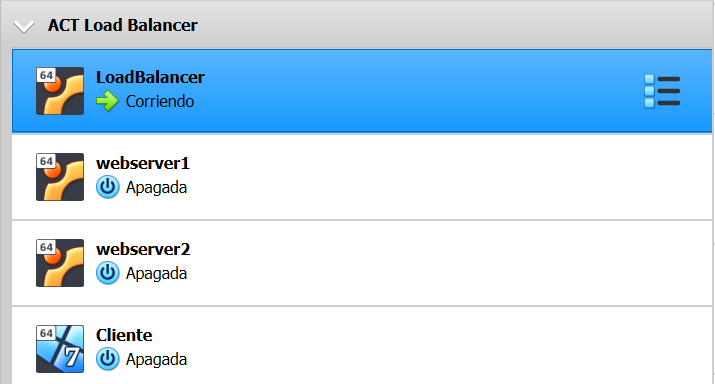 ACT Load Balancer
64
LoadBalancer
Corriendo
64
webserver1
Apagada
64
webserver2
Apagada
64
7
Cliente
Apagada